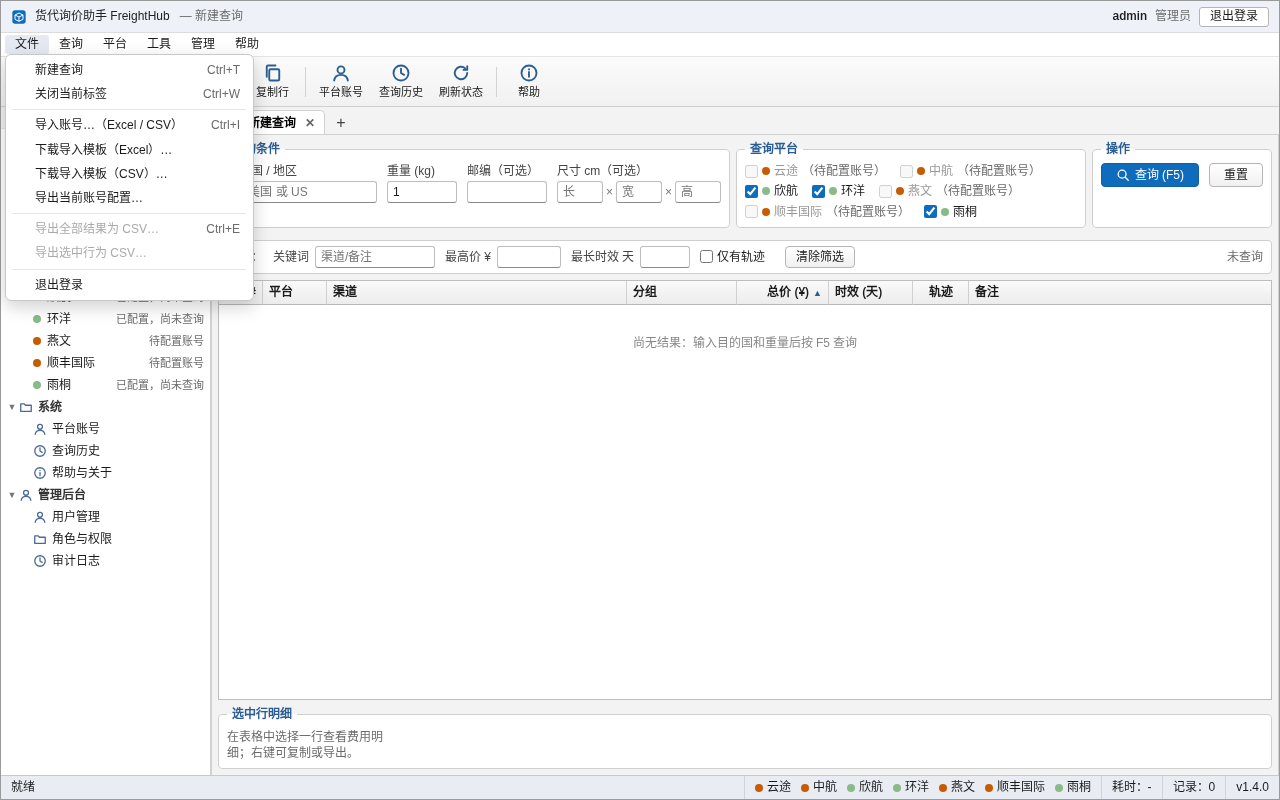 货代询价助手 FreightHub — 新建查询 admin 管理员 退出登录
文件 查询 平台 工具 管理 帮助
新建查询 Ctrl+T
关闭当前标签 Ctrl+W
导入账号…（Excel / CSV） Ctrl+I
下载导入模板（Excel）…
下载导入模板（CSV）…
导出当前账号配置…
导出全部结果为 CSV… Ctrl+E
导出选中行为 CSV…
退出登录
复制行 平台账号 查询历史 刷新状态 帮助
新建查询 ✕ +
查询平台 操作
重量 (kg) 邮编（可选） 尺寸 cm（可选）
美国 或 US 1 长 × 宽 × 高
云途 （待配置账号） 中航 （待配置账号）
欣航 环洋 燕文 （待配置账号）
顺丰国际 （待配置账号） 雨桐
查询 (F5) 重置
关键词 渠道/备注 最高价 ¥ 最长时效 天 仅有轨迹 清除筛选 未查询
平台 渠道 分组 总价 (¥) ▲ 时效 (天) 轨迹 备注
尚无结果：输入目的国和重量后按 F5 查询
环洋 已配置，尚未查询
燕文 待配置账号
顺丰国际 待配置账号
雨桐 已配置，尚未查询
系统
平台账号
查询历史
帮助与关于
管理后台
用户管理
角色与权限
审计日志
选中行明细
在表格中选择一行查看费用明
细；右键可复制或导出。
就绪 云途 中航 欣航 环洋 燕文 顺丰国际 雨桐 耗时：- 记录：0 v1.4.0